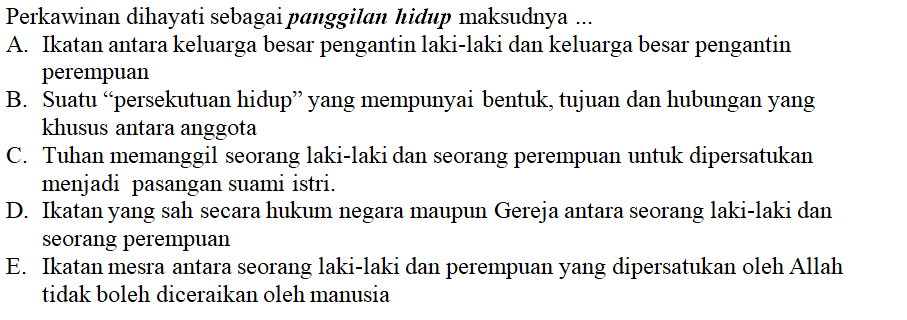 Perkawinan dihayati sebagai panggilan hidup maksudnya ...
A. Ikatan antara keluarga besar pengantin laki-laki dan keluarga besar pengantin
perempuan
B. Suatu “persekutuan hidup” yang mempunyai bentuk, tujuan dan hubungan yang
khusus antara anggota
C. Tuhan memanggil seorang laki-laki dan seorang perempuan untuk dipersatukan
menjadi pasangan suami istri.
D. Ikatan yang sah secara hukum negara maupun Gereja antara seorang laki-laki dan
seorang perempuan
E. Ikatan mesra antara seorang laki-laki dan perempuan yang dipersatukan oleh Allah
tidak boleh diceraikan oleh manusia